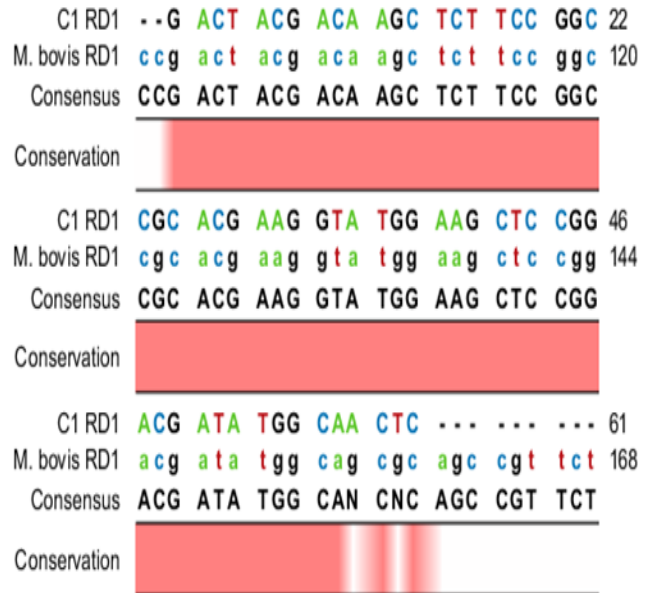 C1 RD1 - - G ACT ACG ACA AGC TCT TCC GGC 22
M. bovis RD1 ccg act acg aca agc tct tcc ggc 120
Consensus CCG ACT ACG ACA AGC TCT TCC GGC
Conservation
C1 RD1 CGC ACG AAG GTA TGG AAG CTC CGG 46
M. bovis RD1 cgc acg aag gta tgg aag ctc cgg 144
Consensus CGC ACG AAG GTA TGG AAG CTC CGG
Conservation
C1 RD1 ACG ATA TGG CAA CTC - - - - - - - - - 61
M. bovis RD1 acg ata tgg cag cgc agc cgt tct 168
Consensus ACG ATA TGG CAN CNC AGC CGT TCT
Conservation